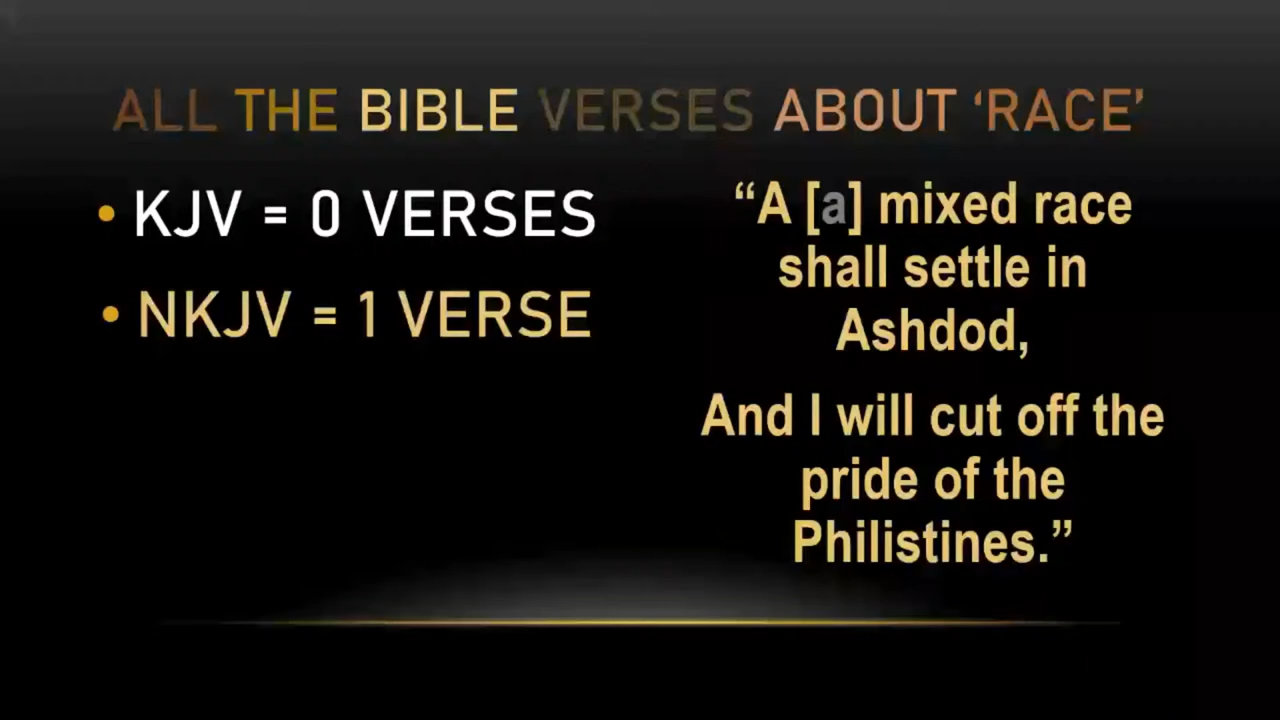 ALL THE BIBLE VERSES ABOUT ‘RACE’
• KJV = 0 VERSES
• NKJV = 1 VERSE
“A [a] mixed race
shall settle in
Ashdod,
And I will cut off the
pride of the
Philistines.”